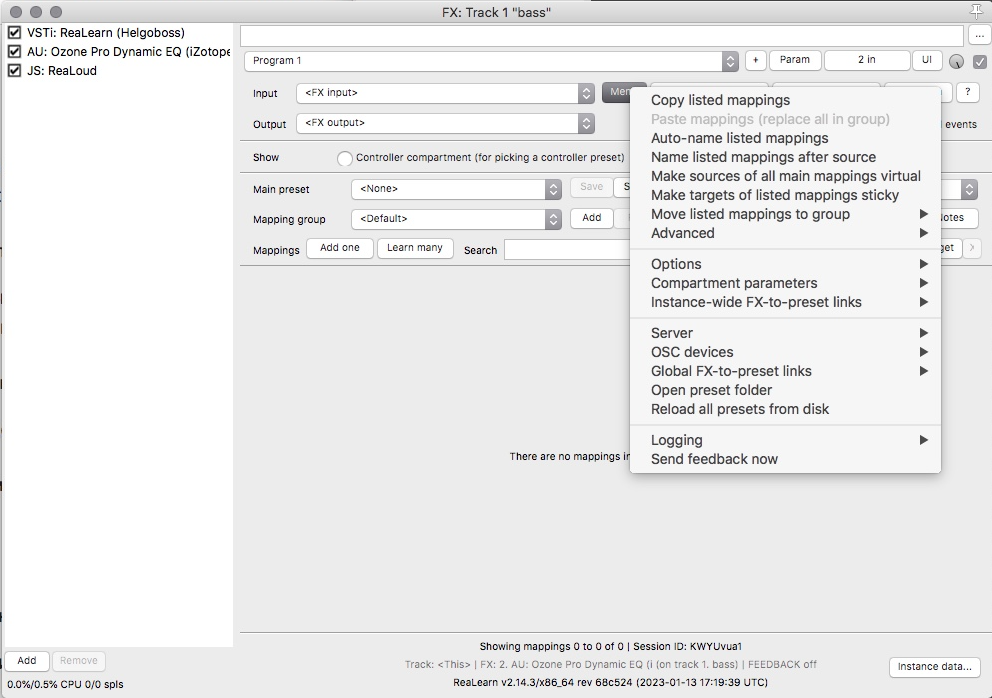 FX: Track 1 "bass"
VSTi: ReaLearn (Helgoboss)
AU: Ozone Pro Dynamic EQ (iZotope
JS: ReaLoud
...
Program 1
+
Param
2 in
UI
Input
<FX input>
?
Output
<FX output>
events
Show
Controller compartment (for picking a controller preset)
Main preset
<None>
Save
Mapping group
<Default>
Add
Mappings
Add one
Learn many
Search
>
Copy listed mappings
Paste mappings (replace all in group)
Auto-name listed mappings
Name listed mappings after source
Make sources of all main mappings virtual
Make targets of listed mappings sticky
Move listed mappings to group
Advanced
Options
Compartment parameters
Instance-wide FX-to-preset links
Server
OSC devices
Global FX-to-preset links
Open preset folder
Reload all presets from disk
Logging
Send feedback now
There are no mappings in
Showing mappings 0 to 0 of 0 | Session ID: KWYUvua1
Track: <This> | FX: 2. AU: Ozone Pro Dynamic EQ (i (on track 1. bass) | FEEDBACK off
ReaLearn v2.14.3/x86_64 rev 68c524 (2023-01-13 17:19:39 UTC)
Instance data...
Add
Remove
0.0%/0.5% CPU 0/0 spls